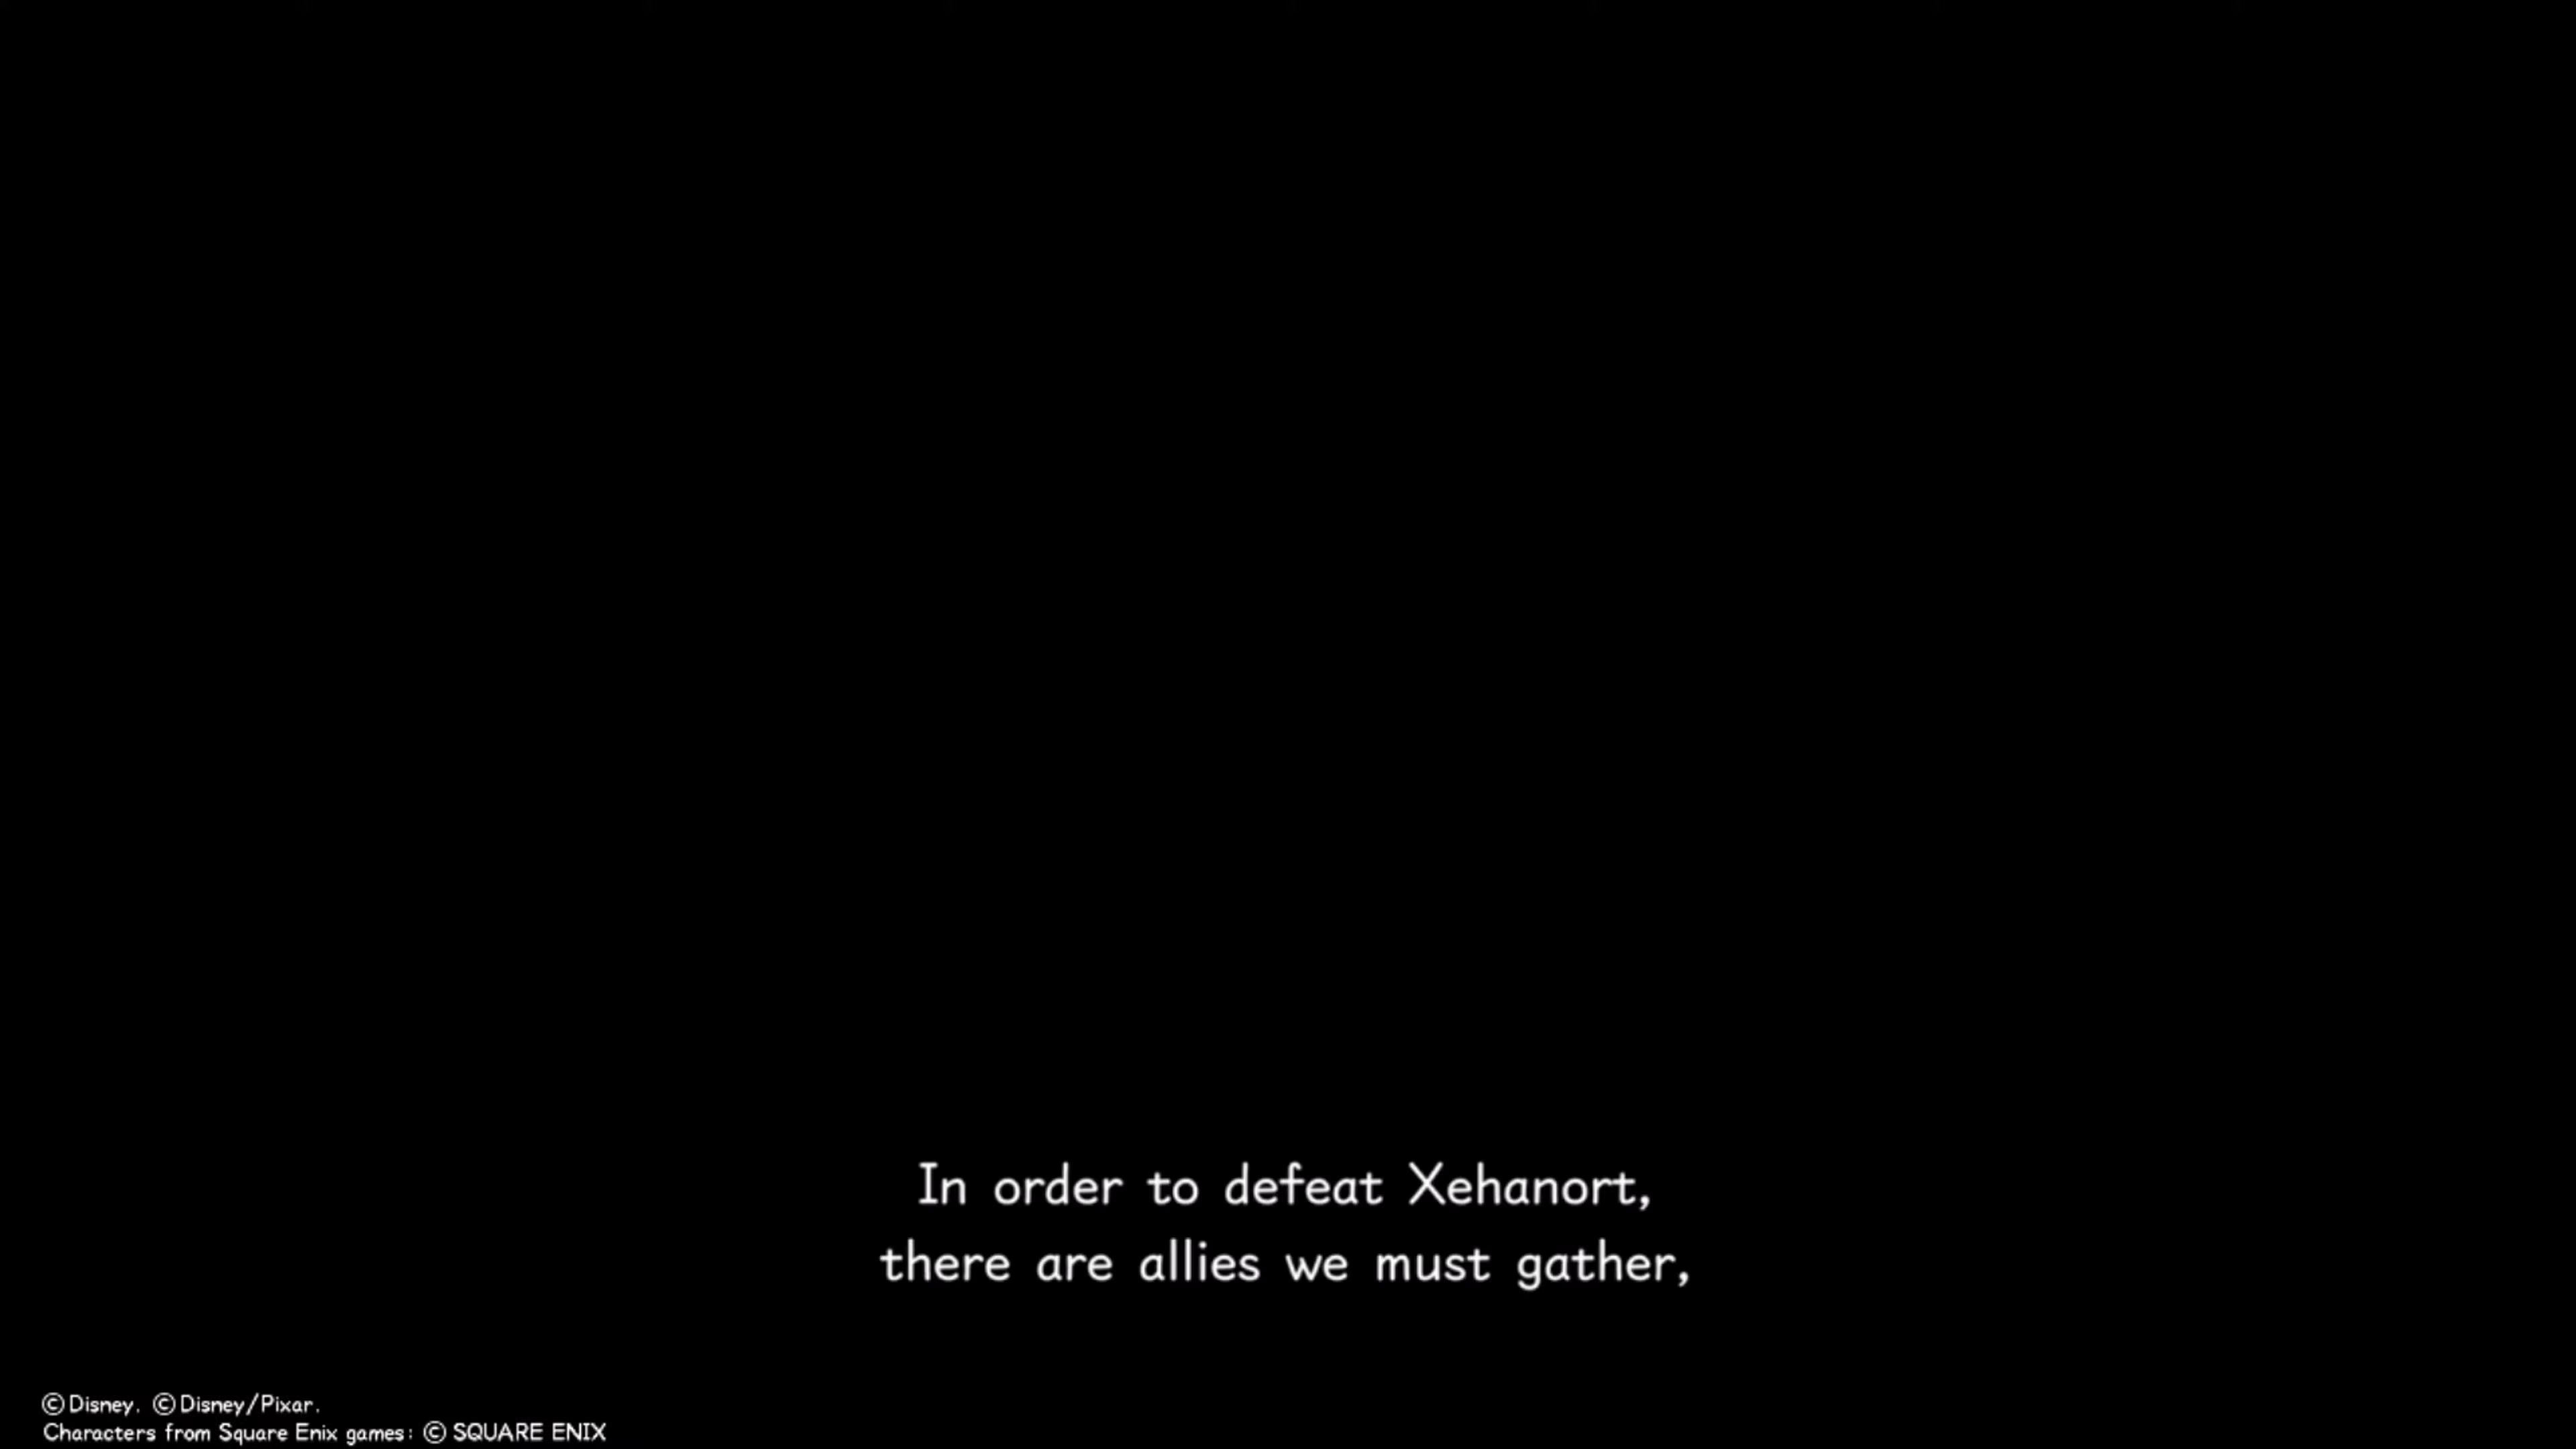 In order to defeat Xehanort,
there are allies we must gather,
©Disney. ©Disney/Pixar.
Characters from Square Enix games: © SQUARE ENIX